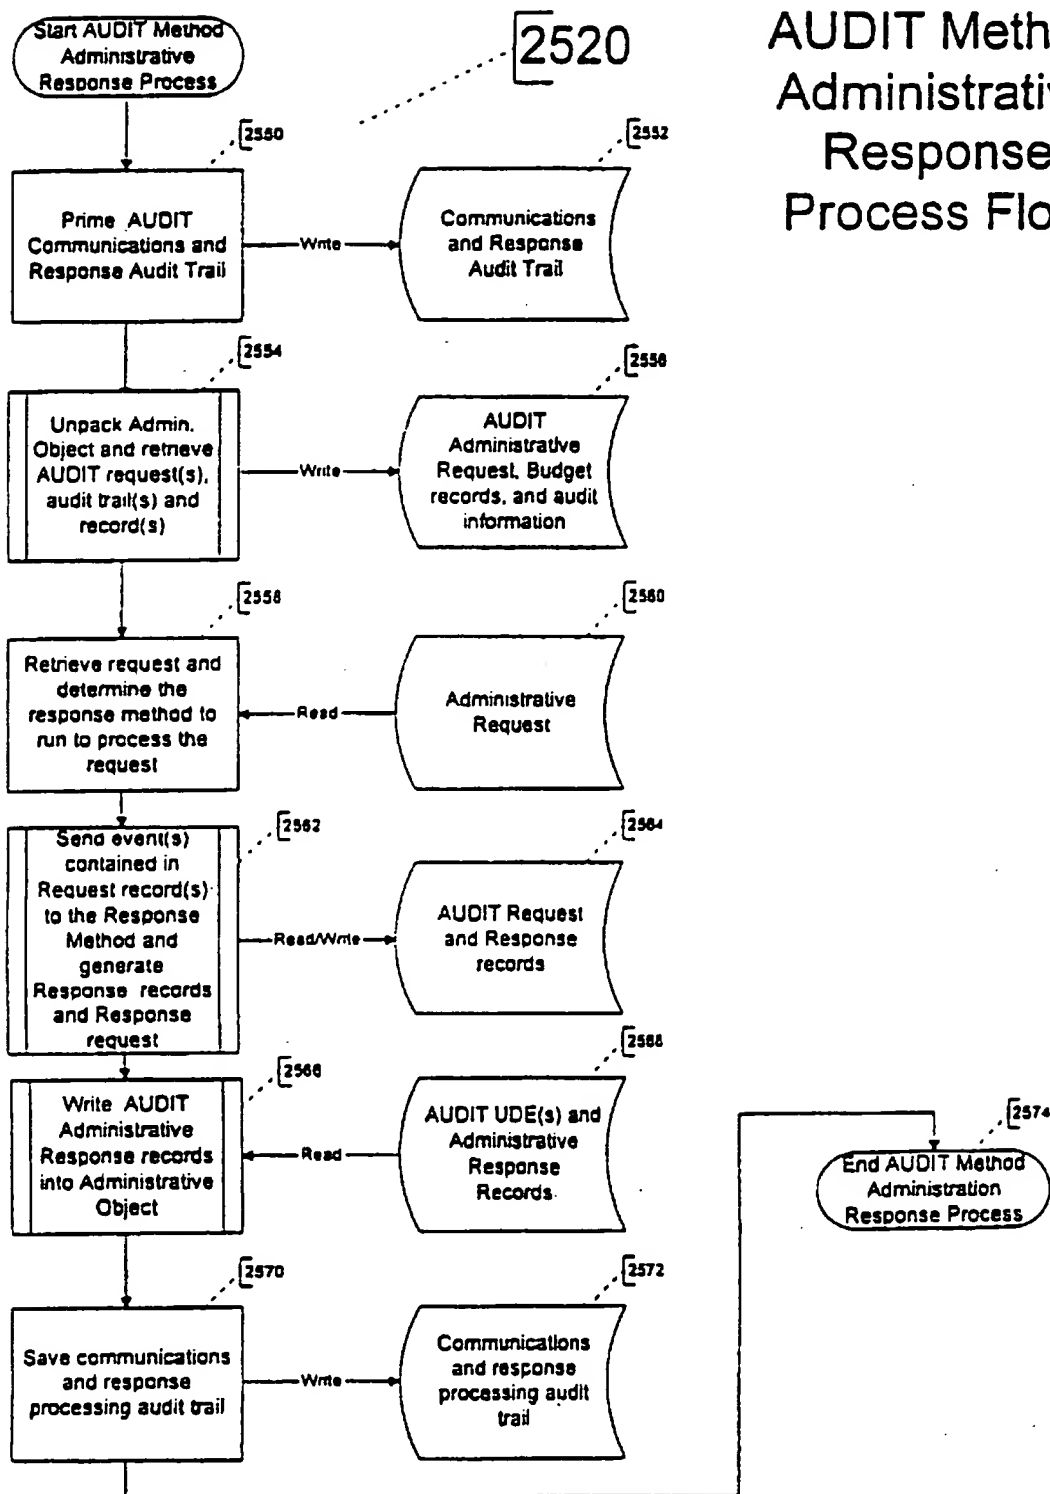 Start AUDIT Method
Administrative
Response Process
2520
AUDIT Meth
Administrativ
Response
Process Flo
2550
Prime AUDIT
Communications and
Response Audit Trail
Write
2552
Communications
and Response
Audit Trail
2554
Unpack Admin.
Object and retrieve
AUDIT request(s),
audit trail(s) and
record(s)
Write
2556
AUDIT
Administrative
Request, Budget
records, and audit
information
2558
Retrieve request and
determine the
response method to
run to process the
request
Read
2560
Administrative
Request
2562
Send event(s)
contained in
Request record(s)
to the Response
Method and
generate
Response records
and Response
request
Read/Write
2564
AUDIT Request
and Response
records
2566
Write AUDIT
Administrative
Response records
into Administrative
Object
Read
2568
AUDIT UDE(s) and
Administrative
Response
Records
2570
Save communications
and response
processing audit trail
Write
2572
Communications
and response
processing audit
trail
2574
End AUDIT Method
Administration
Response Process